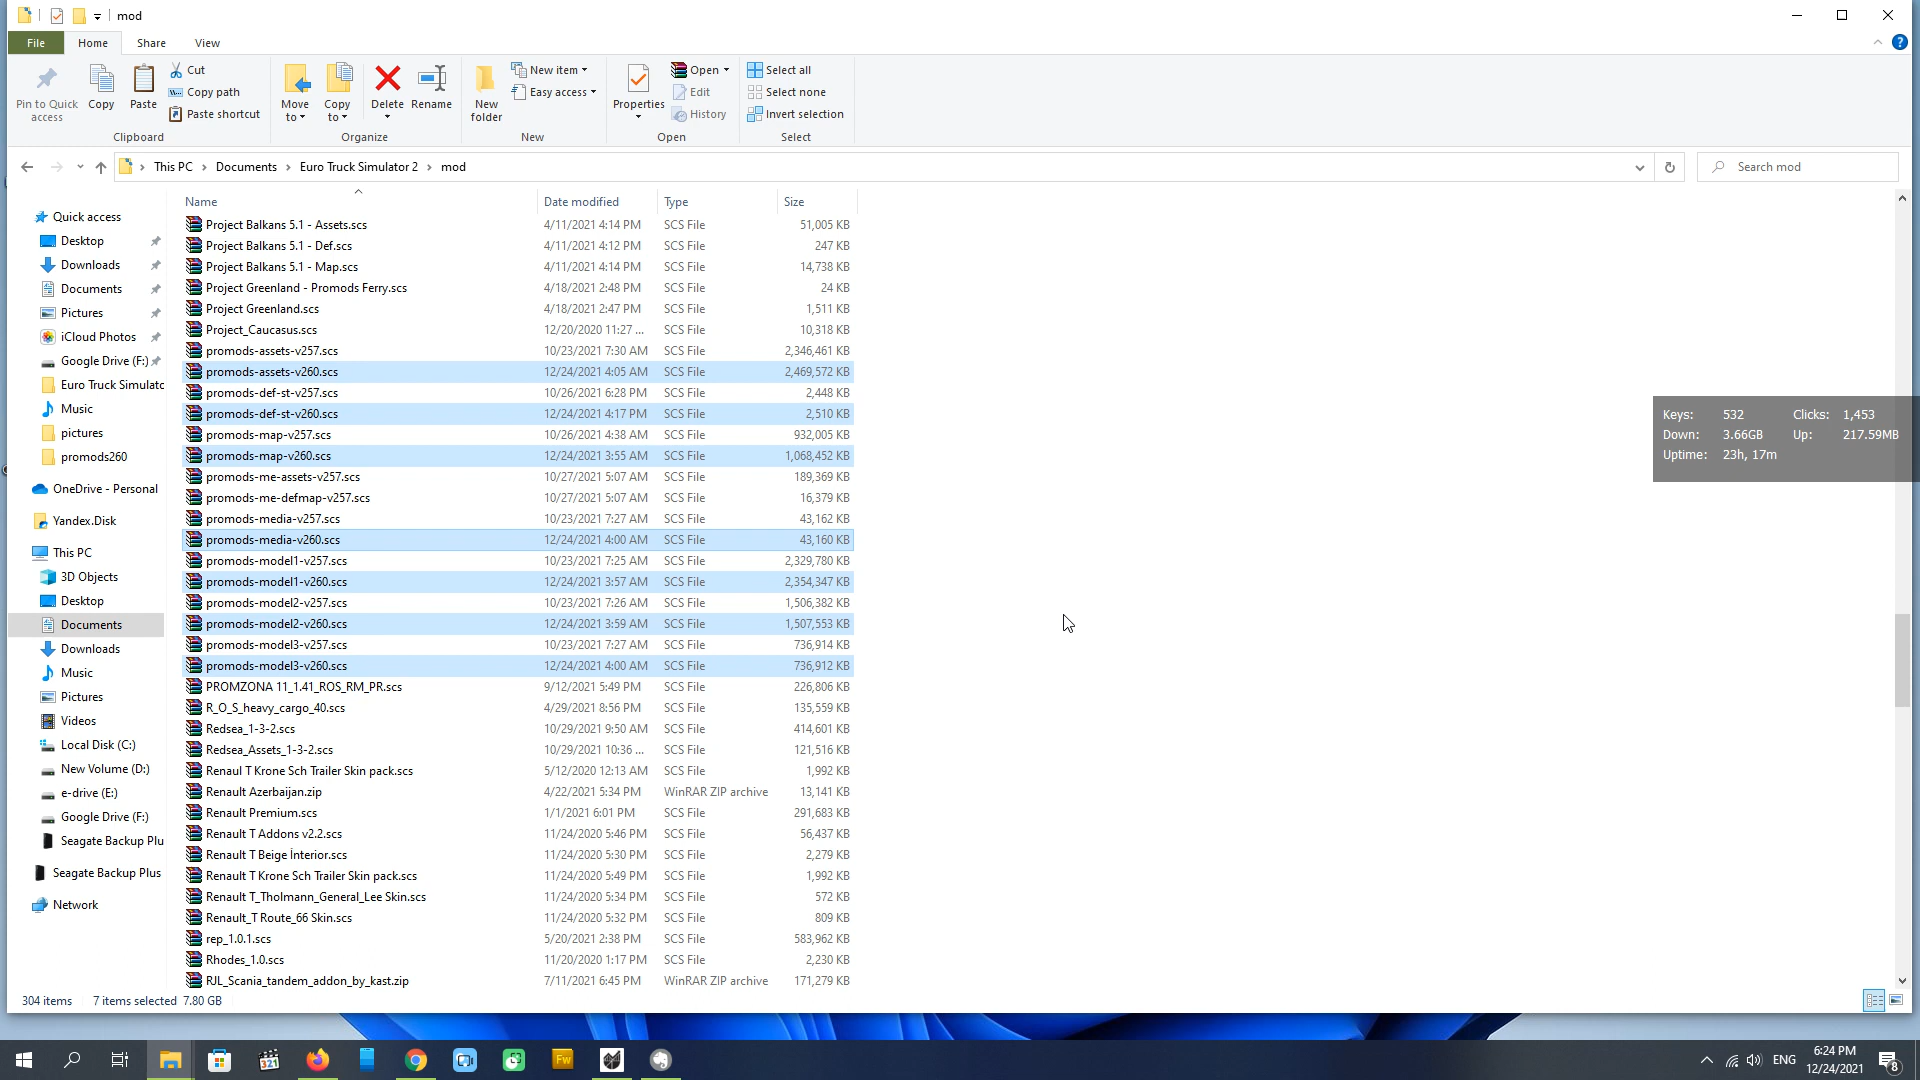 mod
File Home Share View
Pin to Quick access
Copy
Paste
Cut
Copy path
Paste shortcut
Clipboard
Move to
Copy to
Delete
Rename
Organize
New folder
New item
Easy access
New
Properties
Open
Edit
History
Open
Select all
Select none
Invert selection
Select
This PC Documents Euro Truck Simulator 2 mod
Search mod
Quick access
Desktop
Downloads
Documents
Pictures
iCloud Photos
Google Drive (F:)
Euro Truck Simulatc
Music
pictures
promods260
OneDrive - Personal
Yandex.Disk
This PC
3D Objects
Desktop
Documents
Downloads
Music
Pictures
Videos
Local Disk (C:)
New Volume (D:)
e-drive (E:)
Google Drive (F:)
Seagate Backup Plu
Seagate Backup Plus
Network
Name Date modified Type Size
Project Balkans 5.1 - Assets.scs 4/11/2021 4:14 PM SCS File 51,005 KB
Project Balkans 5.1 - Def.scs 4/11/2021 4:12 PM SCS File 247 KB
Project Balkans 5.1 - Map.scs 4/11/2021 4:14 PM SCS File 14,738 KB
Project Greenland - Promods Ferry.scs 4/18/2021 2:48 PM SCS File 24 KB
Project Greenland.scs 4/18/2021 2:47 PM SCS File 1,511 KB
Project_Caucasus.scs 12/20/2020 11:27 ... SCS File 10,318 KB
promods-assets-v257.scs 10/23/2021 7:30 AM SCS File 2,346,461 KB
promods-assets-v260.scs 12/24/2021 4:05 AM SCS File 2,469,572 KB
promods-def-st-v257.scs 10/26/2021 6:28 PM SCS File 2,448 KB
promods-def-st-v260.scs 12/24/2021 4:17 PM SCS File 2,510 KB
promods-map-v257.scs 10/26/2021 4:38 AM SCS File 932,005 KB
promods-map-v260.scs 12/24/2021 3:55 AM SCS File 1,068,452 KB
promods-me-assets-v257.scs 10/27/2021 5:07 AM SCS File 189,369 KB
promods-me-defmap-v257.scs 10/27/2021 5:07 AM SCS File 16,379 KB
promods-media-v257.scs 10/23/2021 7:27 AM SCS File 43,162 KB
promods-media-v260.scs 12/24/2021 4:00 AM SCS File 43,160 KB
promods-model1-v257.scs 10/23/2021 7:25 AM SCS File 2,329,780 KB
promods-model1-v260.scs 12/24/2021 3:57 AM SCS File 2,354,347 KB
promods-model2-v257.scs 10/23/2021 7:26 AM SCS File 1,506,382 KB
promods-model2-v260.scs 12/24/2021 3:59 AM SCS File 1,507,553 KB
promods-model3-v257.scs 10/23/2021 7:27 AM SCS File 736,914 KB
promods-model3-v260.scs 12/24/2021 4:00 AM SCS File 736,912 KB
PROMZONA 11_1.41_ROS_RM_PR.scs 9/12/2021 5:49 PM SCS File 226,806 KB
R_O_S_heavy_cargo_40.scs 4/29/2021 8:56 PM SCS File 135,559 KB
Redsea_1-3-2.scs 10/29/2021 9:50 AM SCS File 414,601 KB
Redsea_Assets_1-3-2.scs 10/29/2021 10:36 ... SCS File 121,516 KB
Renaul T Krone Sch Trailer Skin pack.scs 5/12/2020 12:13 AM SCS File 1,992 KB
Renault Azerbaijan.zip 4/22/2021 5:34 PM WinRAR ZIP archive 13,141 KB
Renault Premium.scs 1/1/2021 6:01 PM SCS File 291,683 KB
Renault T Addons v2.2.scs 11/24/2020 5:46 PM SCS File 56,437 KB
Renault T Beige İnterior.scs 11/24/2020 5:30 PM SCS File 2,279 KB
Renault T Krone Sch Trailer Skin pack.scs 11/24/2020 5:49 PM SCS File 1,992 KB
Renault T_Tholmann_General_Lee Skin.scs 11/24/2020 5:34 PM SCS File 572 KB
Renault_T Route_66 Skin.scs 11/24/2020 5:32 PM SCS File 809 KB
rep_1.0.1.scs 5/20/2021 2:38 PM SCS File 583,962 KB
Rhodes_1.0.scs 11/20/2020 1:17 PM SCS File 2,230 KB
RJL_Scania_tandem_addon_by_kast.zip 7/11/2021 6:45 PM WinRAR ZIP archive 171,279 KB
Keys: 532 Clicks: 1,453
Down: 3.66GB Up: 217.59MB
Uptime: 23h, 17m
304 items 7 items selected 7.80 GB
321
Fw
ENG
6:24 PM
12/24/2021
8